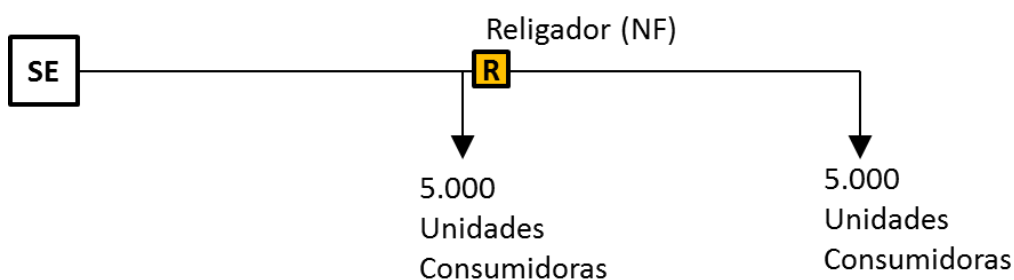 Religador (NF)
SE
R
5.000
Unidades
Consumidoras
5.000
Unidades
Consumidoras